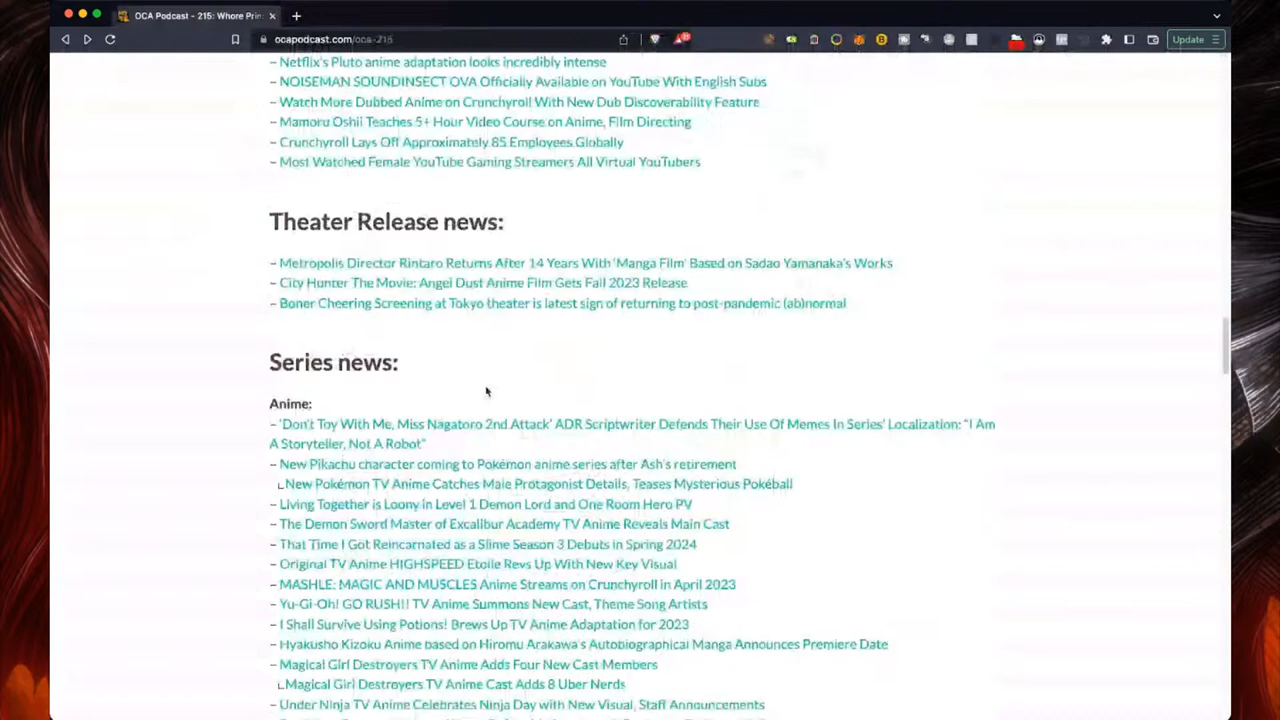 OCA Podcast - 215: Whore Prin
ocapodcast.com/oca-215
Update
– Netflix's Pluto anime adaptation looks incredibly intense
– NOISEMAN SOUNDINSECT OVA Officially Available on YouTube With English Subs
– Watch More Dubbed Anime on Crunchyroll With New Dub Discoverability Feature
– Mamoru Oshii Teaches 5+ Hour Video Course on Anime, Film Directing
– Crunchyroll Lays Off Approximately 85 Employees Globally
– Most Watched Female YouTube Gaming Streamers All Virtual YouTubers
Theater Release news:
– Metropolis Director Rintaro Returns After 14 Years With 'Manga Film' Based on Sadao Yamanaka's Works
– City Hunter The Movie: Angel Dust Anime Film Gets Fall 2023 Release
– Boner Cheering Screening at Tokyo theater is latest sign of returning to post-pandemic (ab)normal
Series news:
Anime:
– 'Don't Toy With Me, Miss Nagatoro 2nd Attack' ADR Scriptwriter Defends Their Use Of Memes In Series' Localization: "I Am
A Storyteller, Not A Robot"
– New Pikachu character coming to Pokémon anime series after Ash's retirement
∟New Pokémon TV Anime Catches Male Protagonist Details, Teases Mysterious Pokéball
– Living Together is Loony in Level 1 Demon Lord and One Room Hero PV
– The Demon Sword Master of Excalibur Academy TV Anime Reveals Main Cast
– That Time I Got Reincarnated as a Slime Season 3 Debuts in Spring 2024
– Original TV Anime HIGHSPEED Etoile Revs Up With New Key Visual
– MASHLE: MAGIC AND MUSCLES Anime Streams on Crunchyroll in April 2023
– Yu-Gi-Oh! GO RUSH!! TV Anime Summons New Cast, Theme Song Artists
– I Shall Survive Using Potions! Brews Up TV Anime Adaptation for 2023
– Hyakusho Kizoku Anime based on Hiromu Arakawa's Autobiographical Manga Announces Premiere Date
– Magical Girl Destroyers TV Anime Adds Four New Cast Members
∟Magical Girl Destroyers TV Anime Cast Adds 8 Uber Nerds
– Under Ninja TV Anime Celebrates Ninja Day with New Visual, Staff Announcements